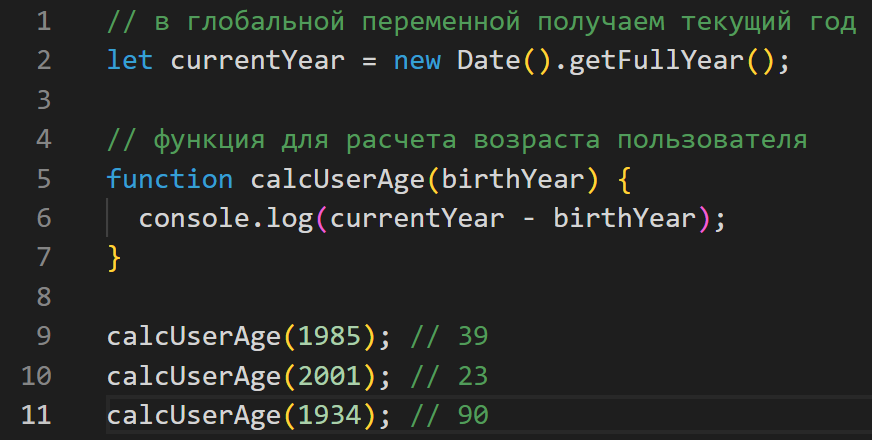 1 // в глобальной переменной получаем текущий год
2 let currentYear = new Date().getFullYear();
3
4 // функция для расчета возраста пользователя
5 function calcUserAge(birthYear) {
6 console.log(currentYear - birthYear);
7 }
8
9 calcUserAge(1985); // 39
10 calcUserAge(2001); // 23
11 calcUserAge(1934); // 90